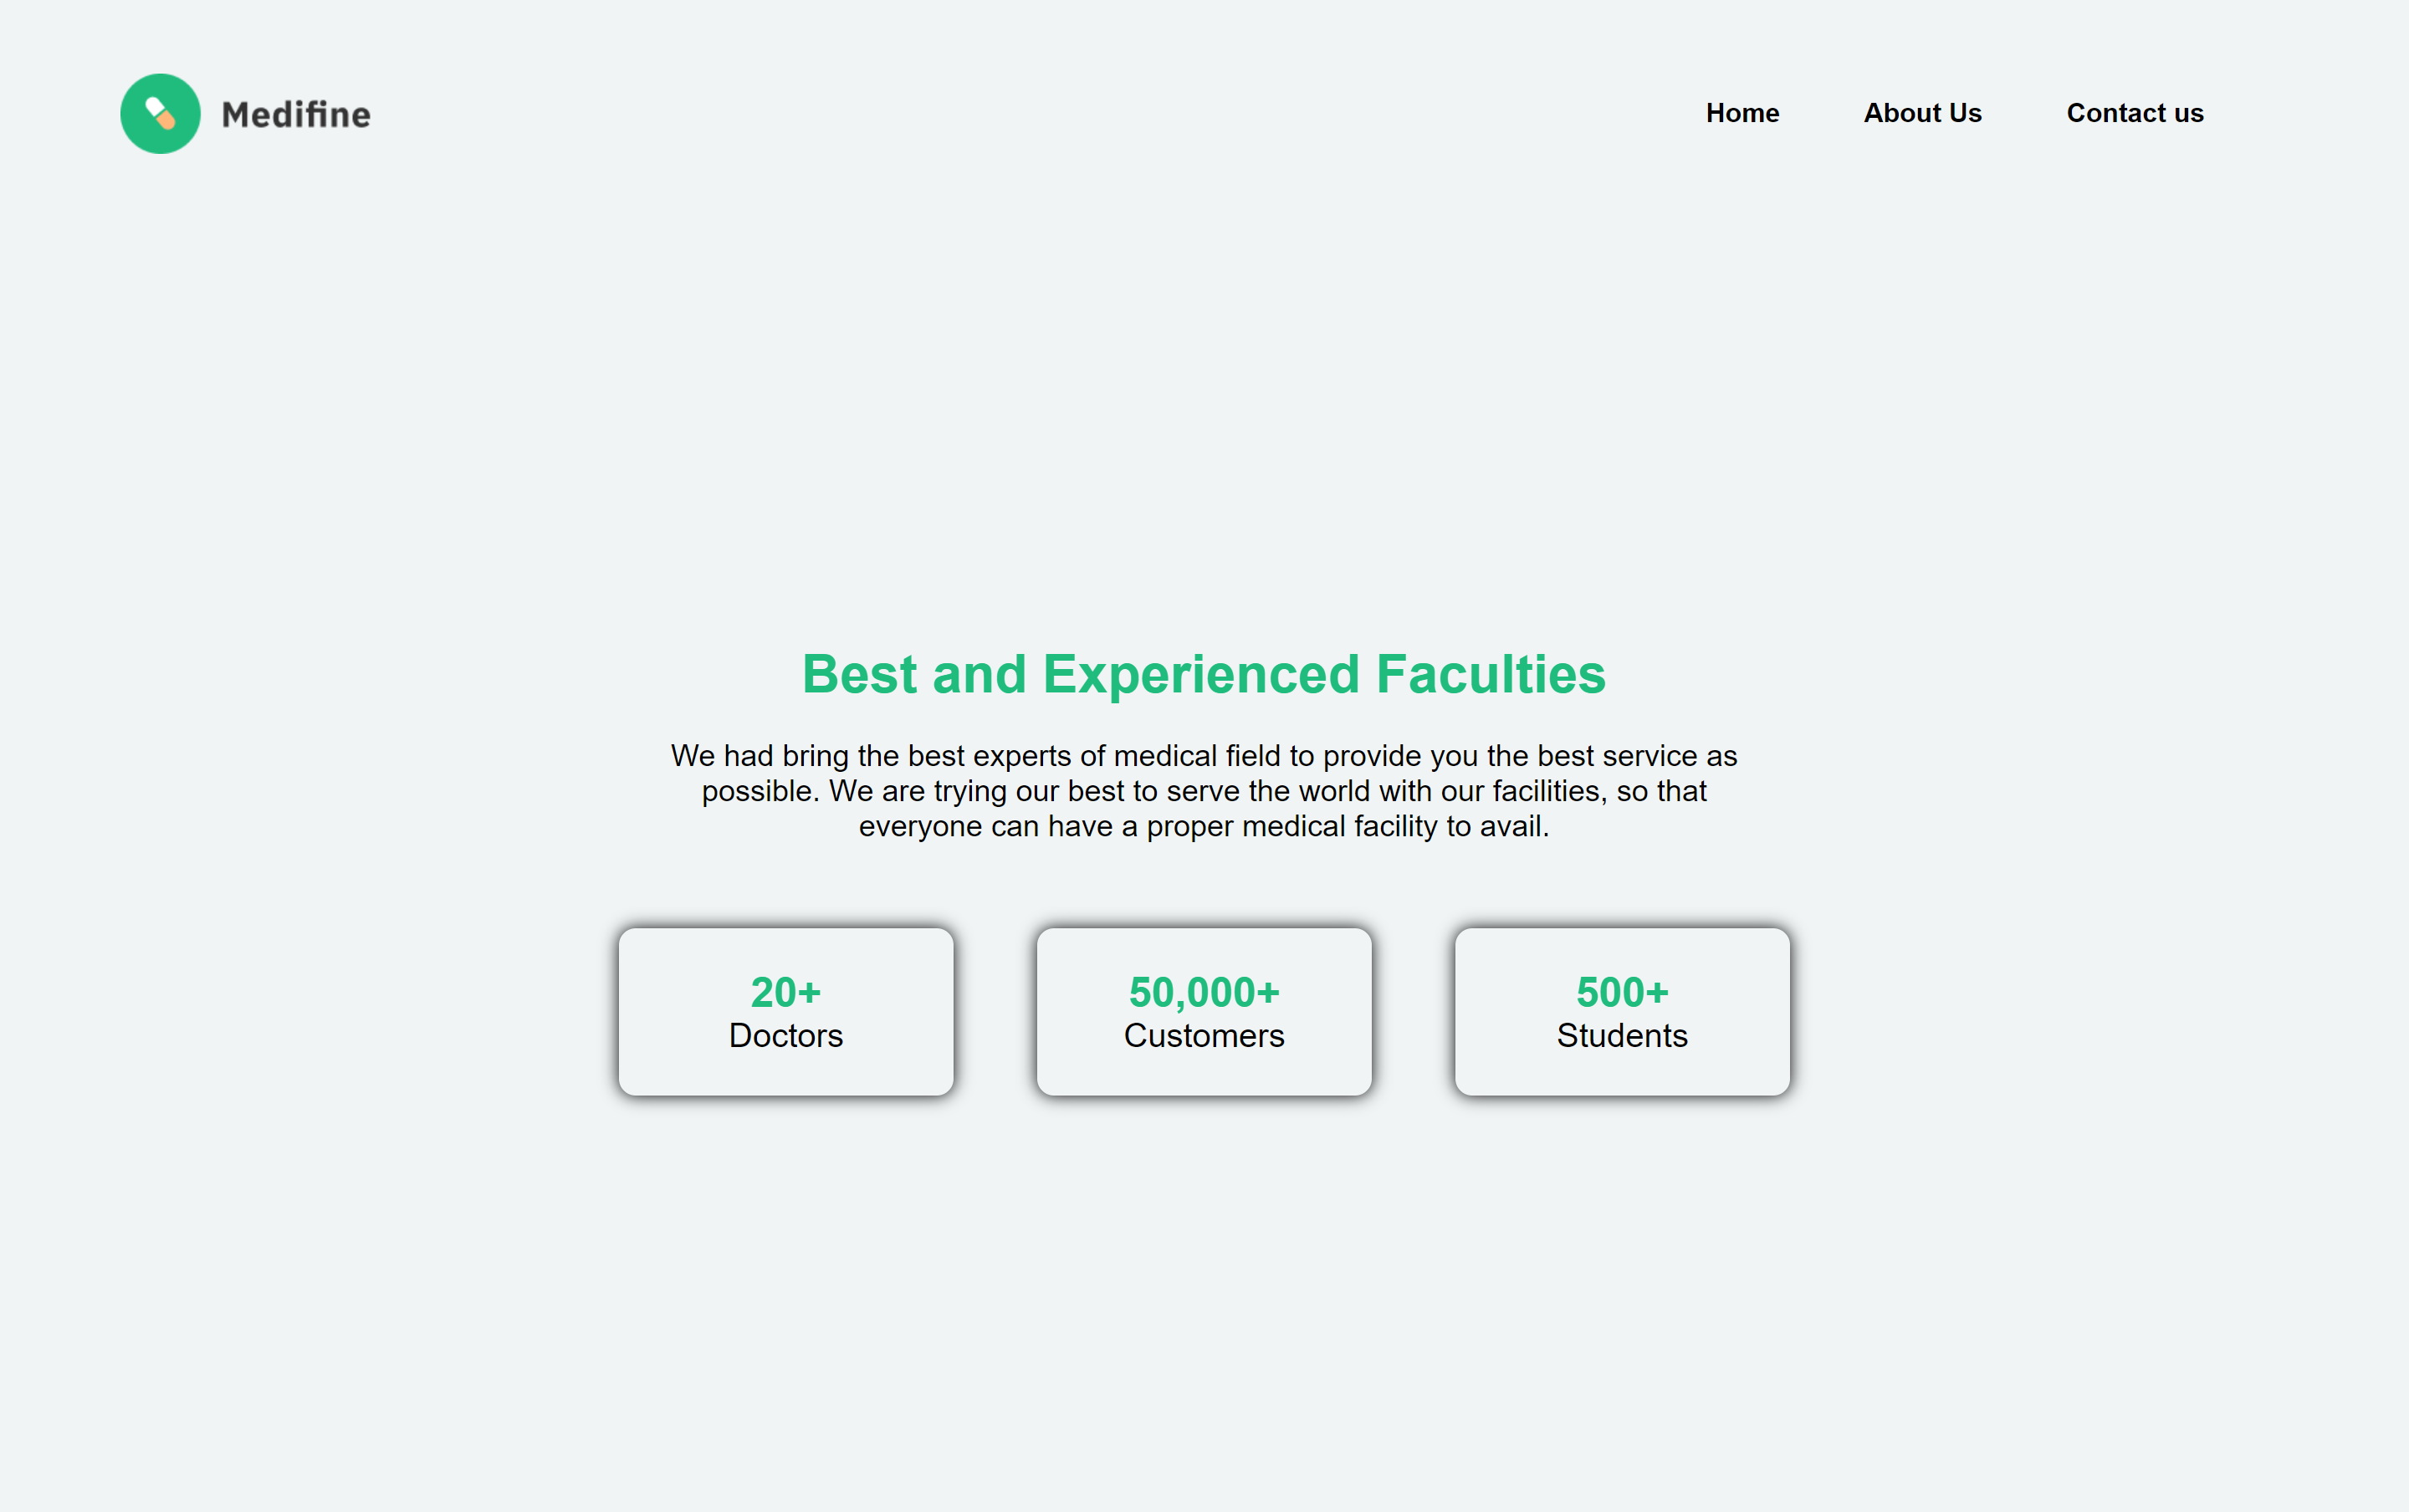 Medifine
Home About Us Contact us
Best and Experienced Faculties
We had bring the best experts of medical field to provide you the best service as
possible. We are trying our best to serve the world with our facilities, so that
everyone can have a proper medical facility to avail.
20+
Doctors
50,000+
Customers
500+
Students